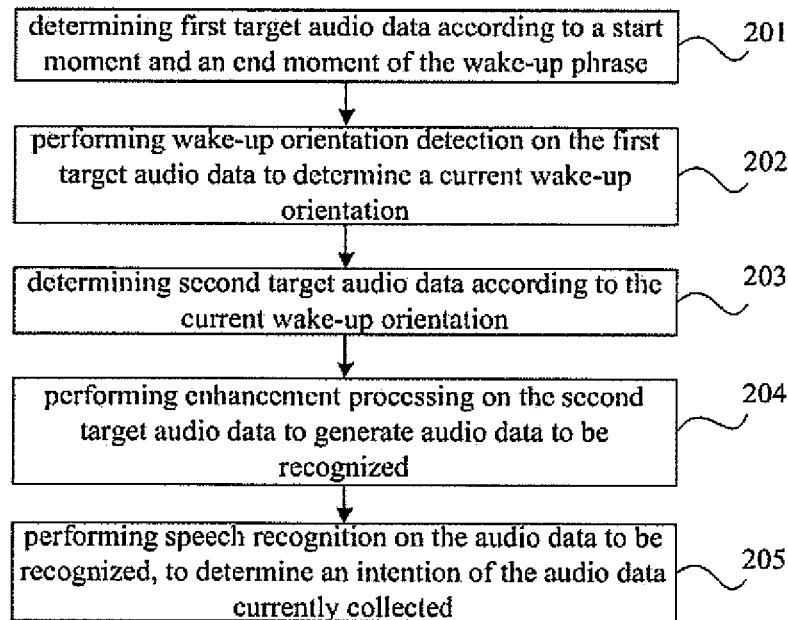 determining first target audio data according to a start
moment and an end moment of the wake-up phrase
201
performing wake-up orientation detection on the first
target audio data to determine a current wake-up
orientation
202
determining second target audio data according to the
current wake-up orientation
203
performing enhancement processing on the second
target audio data to generate audio data to be
recognized
204
performing speech recognition on the audio data to be
recognized, to determine an intention of the audio data
currently collected
205